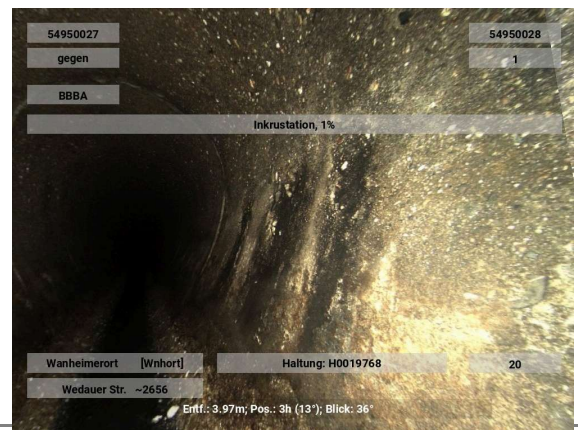 54950027 54950028
gegen 1
BBBA
Inkrustation, 1%
Wanheimerort [Wnhort] Haltung: H0019768 20
Wedauer Str. ~2656
Entf.: 3.97m; Pos.: 3h (13°); Blick: 36°